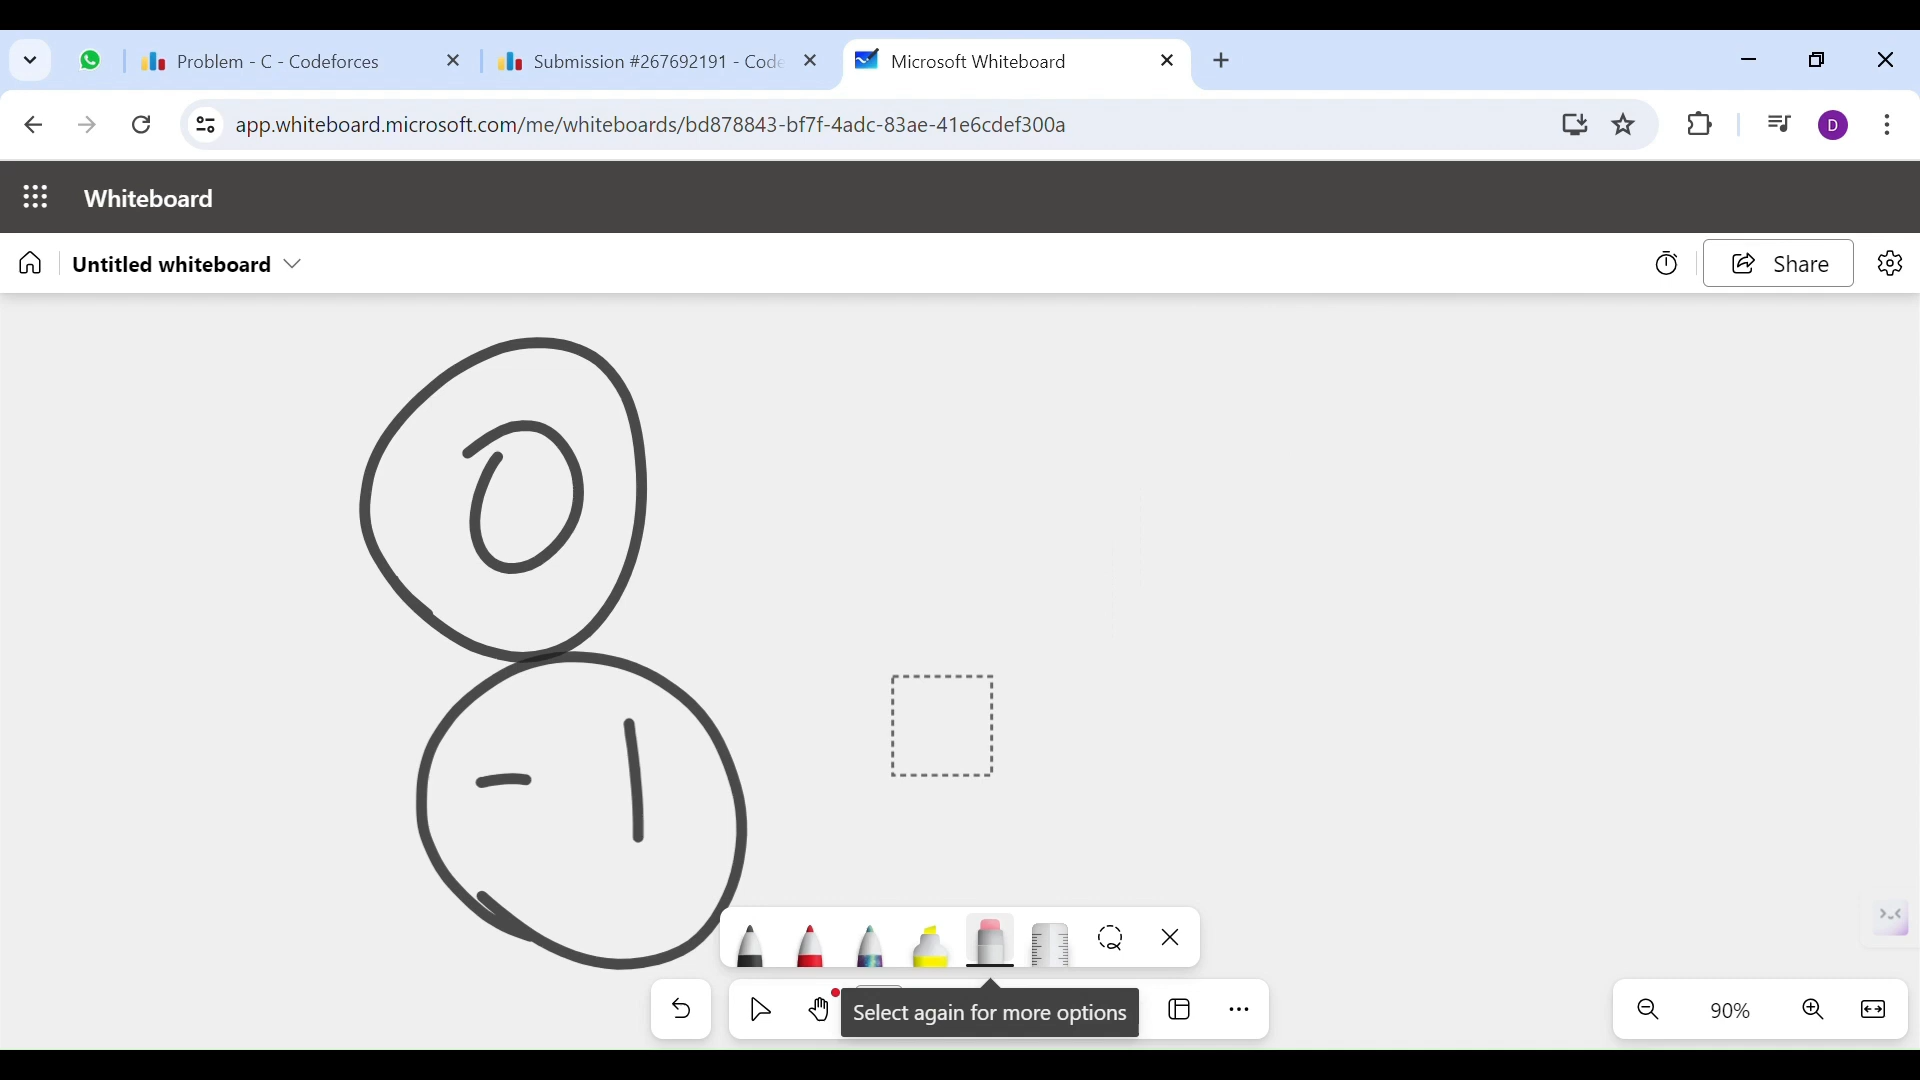 Problem - C - Codeforces
Submission #267692191 - Code
Microsoft Whiteboard
app.whiteboard.microsoft.com/me/whiteboards/bd878843-bf7f-4adc-83ae-41e6cdef300a
D
Whiteboard
Untitled whiteboard
Share
0
-1
Select again for more options
90%